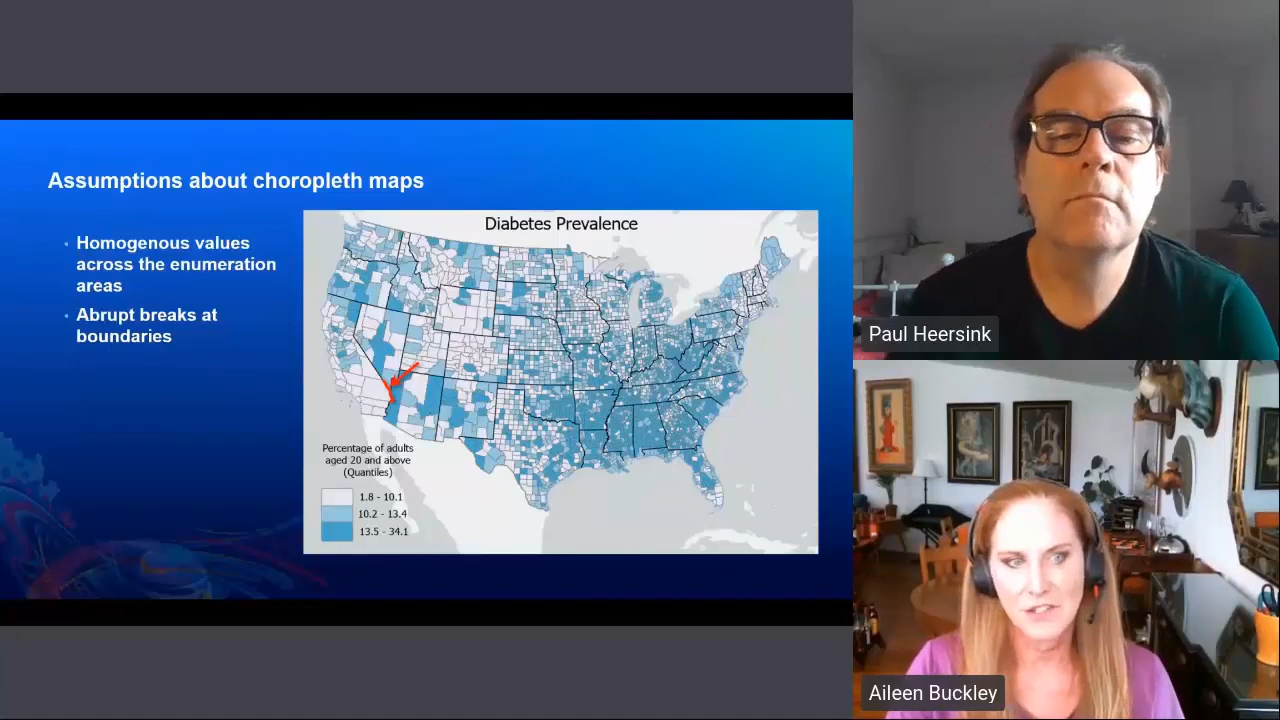 Assumptions about choropleth maps
• Homogenous values
across the enumeration
areas
• Abrupt breaks at
boundaries
Diabetes Prevalence
Percentage of adults
aged 20 and above
(Quantiles)
1.8 - 10.1
10.2 - 13.4
13.5 - 34.1
Paul Heersink
Aileen Buckley